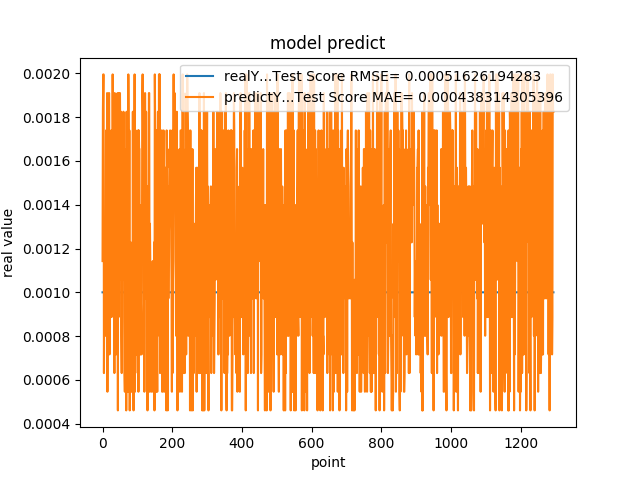 model predict
realY...Test Score RMSE= 0.00051626194283
predictY...Test Score MAE= 0.000438314305396
0.0020
0.0018
0.0016
0.0014
0.0012
0.0010
0.0008
0.0006
0.0004
real value
0 200 400 600 800 1000 1200
point